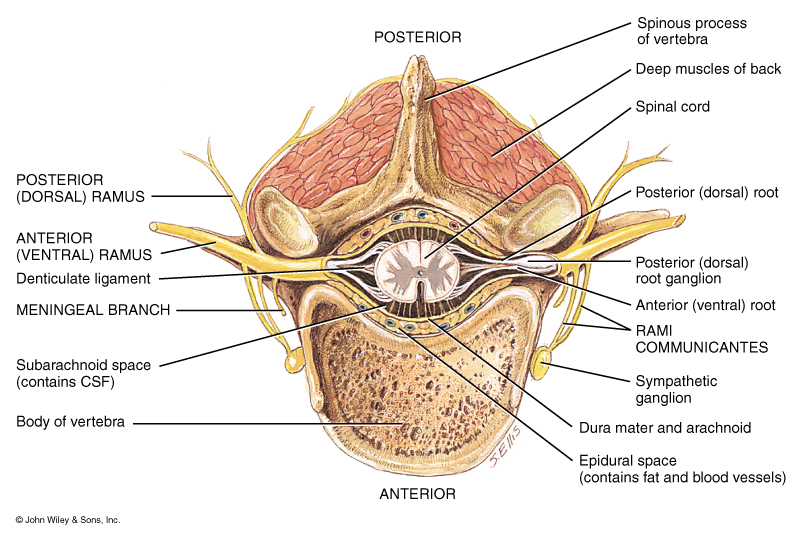 POSTERIOR
Spinous process
of vertebra
Deep muscles of back
Spinal cord
POSTERIOR
(DORSAL) RAMUS
ANTERIOR
(VENTRAL) RAMUS
Denticulate ligament
MENINGEAL BRANCH
Subarachnoid space
(contains CSF)
Body of vertebra
Posterior (dorsal) root
Posterior (dorsal)
root ganglion
Anterior (ventral) root
RAMI
COMMUNICANTES
Sympathetic
ganglion
Dura mater and arachnoid
Epidural space
(contains fat and blood vessels)
S. Ellis
ANTERIOR
© John Wiley & Sons, Inc.